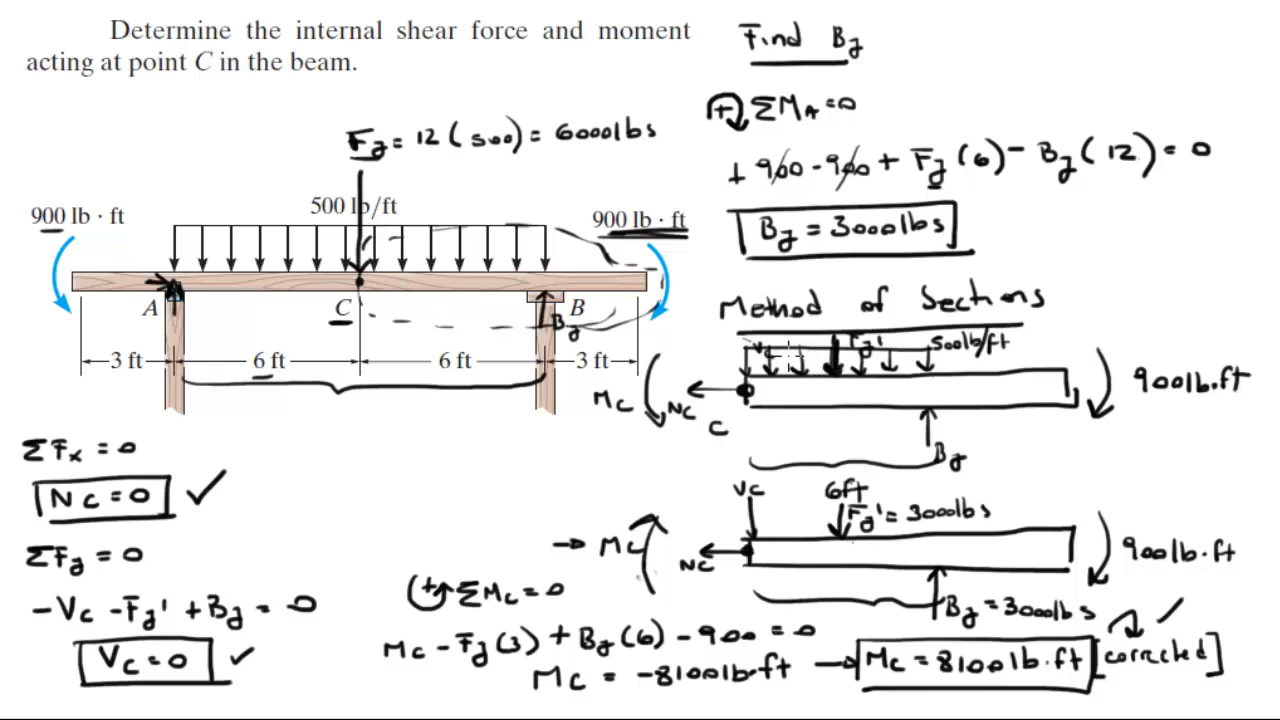 Determine the internal shear force and moment
acting at point C in the beam.
Fy = 12 (500) = 6000lbs
900 lb · ft
500 lb/ft
900 lb · ft
A
C
B
By
3 ft
6 ft
6 ft
3 ft
Find By
+ ΣMA=0
+ 900 - 900 + Fy (6) - By (12) = 0
By = 3000lbs
Method of Sections
Vc
Fy'
500lb/ft
Mc
Nc
C
900lb.ft
By
6ft
Vc
Fy' = 3000lbs
→ Mc
Nc
900lb.ft
By = 3000lbs
ΣFx = 0
Nc = 0 ✓
ΣFy = 0
-Vc - Fy' + By = 0
Vc = 0 ✓
+ ΣMc = 0
Mc - Fy (3) + By (6) - 900 = 0
Mc = -8100lb.ft → Mc = 8100lb.ft [corrected]